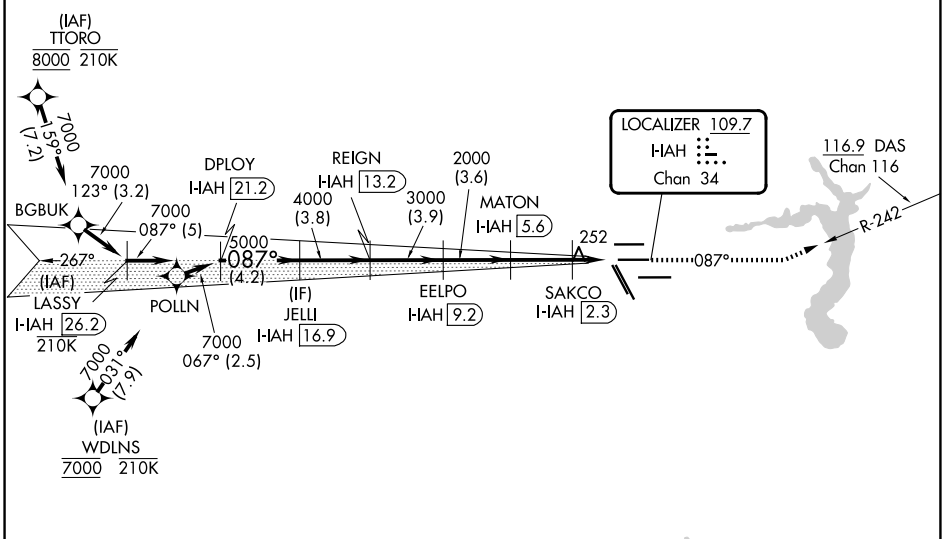 (IAF)
TTORO
8000 210K
7000
159°
(7.2)
7000
123° (3.2)
BGBUK
7000
087° (5)
DPLOY
I-IAH 21.2
REIGN
I-IAH 13.2
4000
(3.8)
3000
(3.9)
2000
(3.6)
MATON
I-IAH 5.6
LOCALIZER 109.7
I-IAH
Chan 34
116.9 DAS
Chan 116
R-242
5000
087°
(4.2)
252
087°
267°
(IAF)
LASSY
I-IAH 26.2
210K
POLLN
7000
067° (2.5)
(IF)
JELLI
I-IAH 16.9
EELPO
I-IAH 9.2
SAKCO
I-IAH 2.3
7000
031°
(7.9)
(IAF)
WDLNS
7000 210K